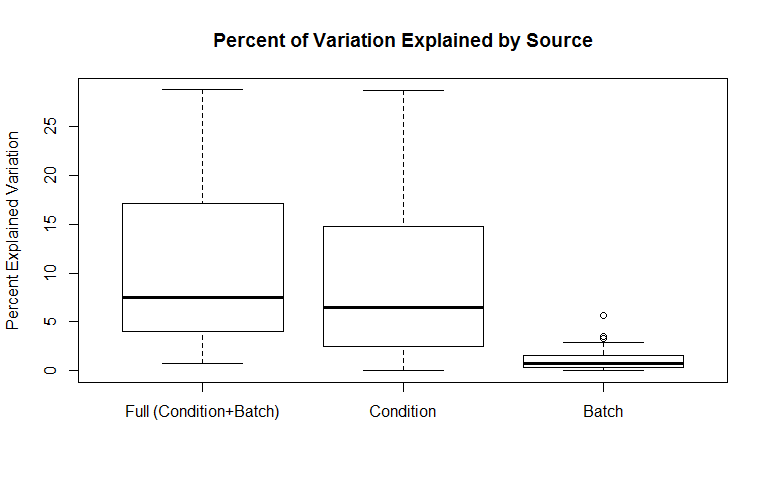 Percent of Variation Explained by Source
Percent Explained Variation
25
20
15
10
5
0
Full (Condition+Batch)
Condition
Batch